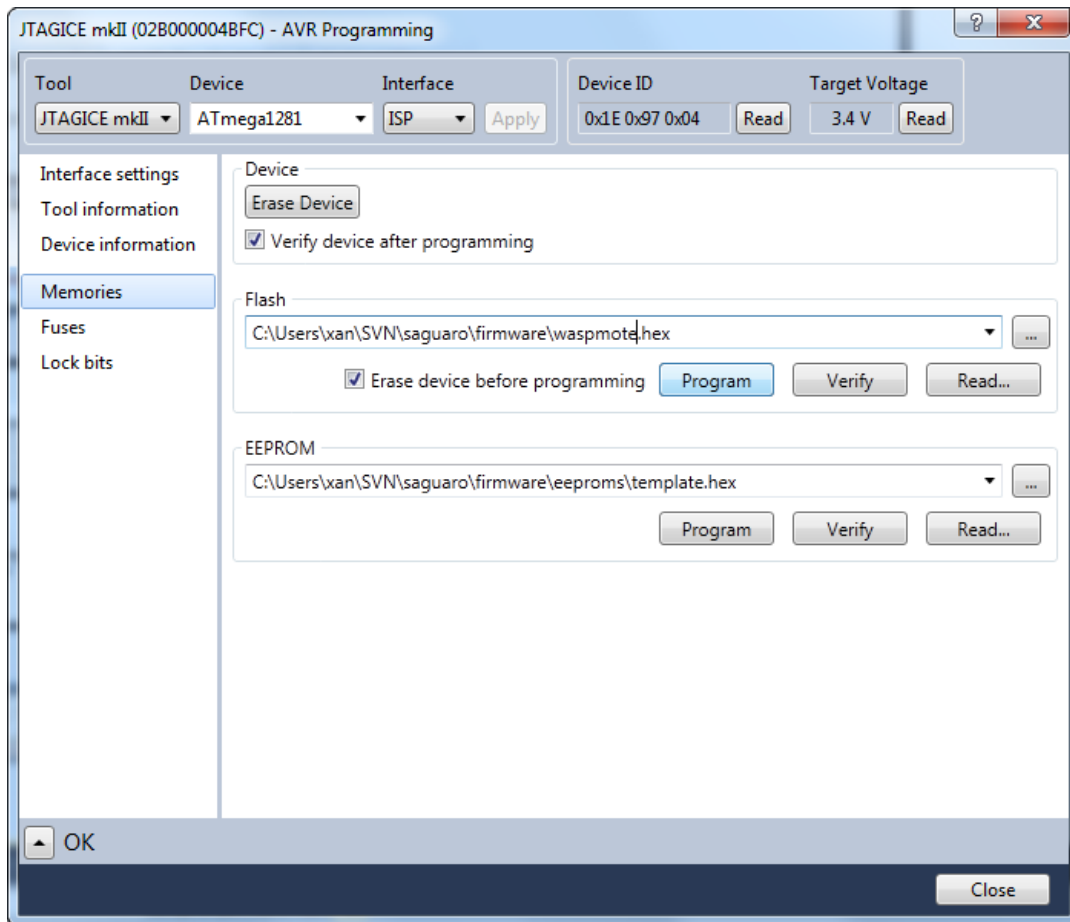 JTAGICE mkII (02B000004BFC) - AVR Programming
?
X
Tool Device Interface Device ID Target Voltage
JTAGICE mkII ATmega1281 ISP Apply 0x1E 0x97 0x04 Read 3.4 V Read
Interface settings
Tool information
Device information
Memories
Fuses
Lock bits
Device
Erase Device
Verify device after programming
Flash
C:\Users\xan\SVN\saguaro\firmware\waspmote.hex ...
Erase device before programming Program Verify Read...
EEPROM
C:\Users\xan\SVN\saguaro\firmware\eeproms\template.hex ...
Program Verify Read...
OK
Close